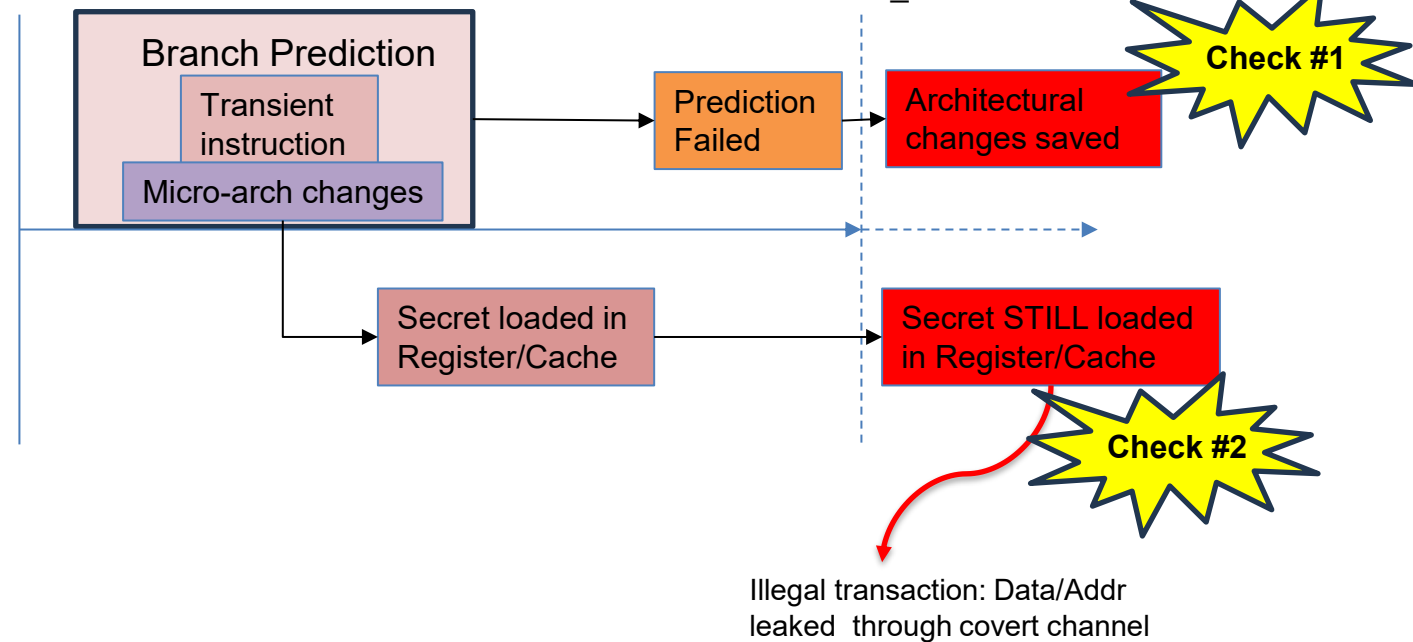 Branch Prediction
Transient
instruction
Micro-arch changes
Prediction
Failed
Architectural
changes saved
Check #1
Secret loaded in
Register/Cache
Secret STILL loaded
in Register/Cache
Check #2
Illegal transaction: Data/Addr
leaked through covert channel